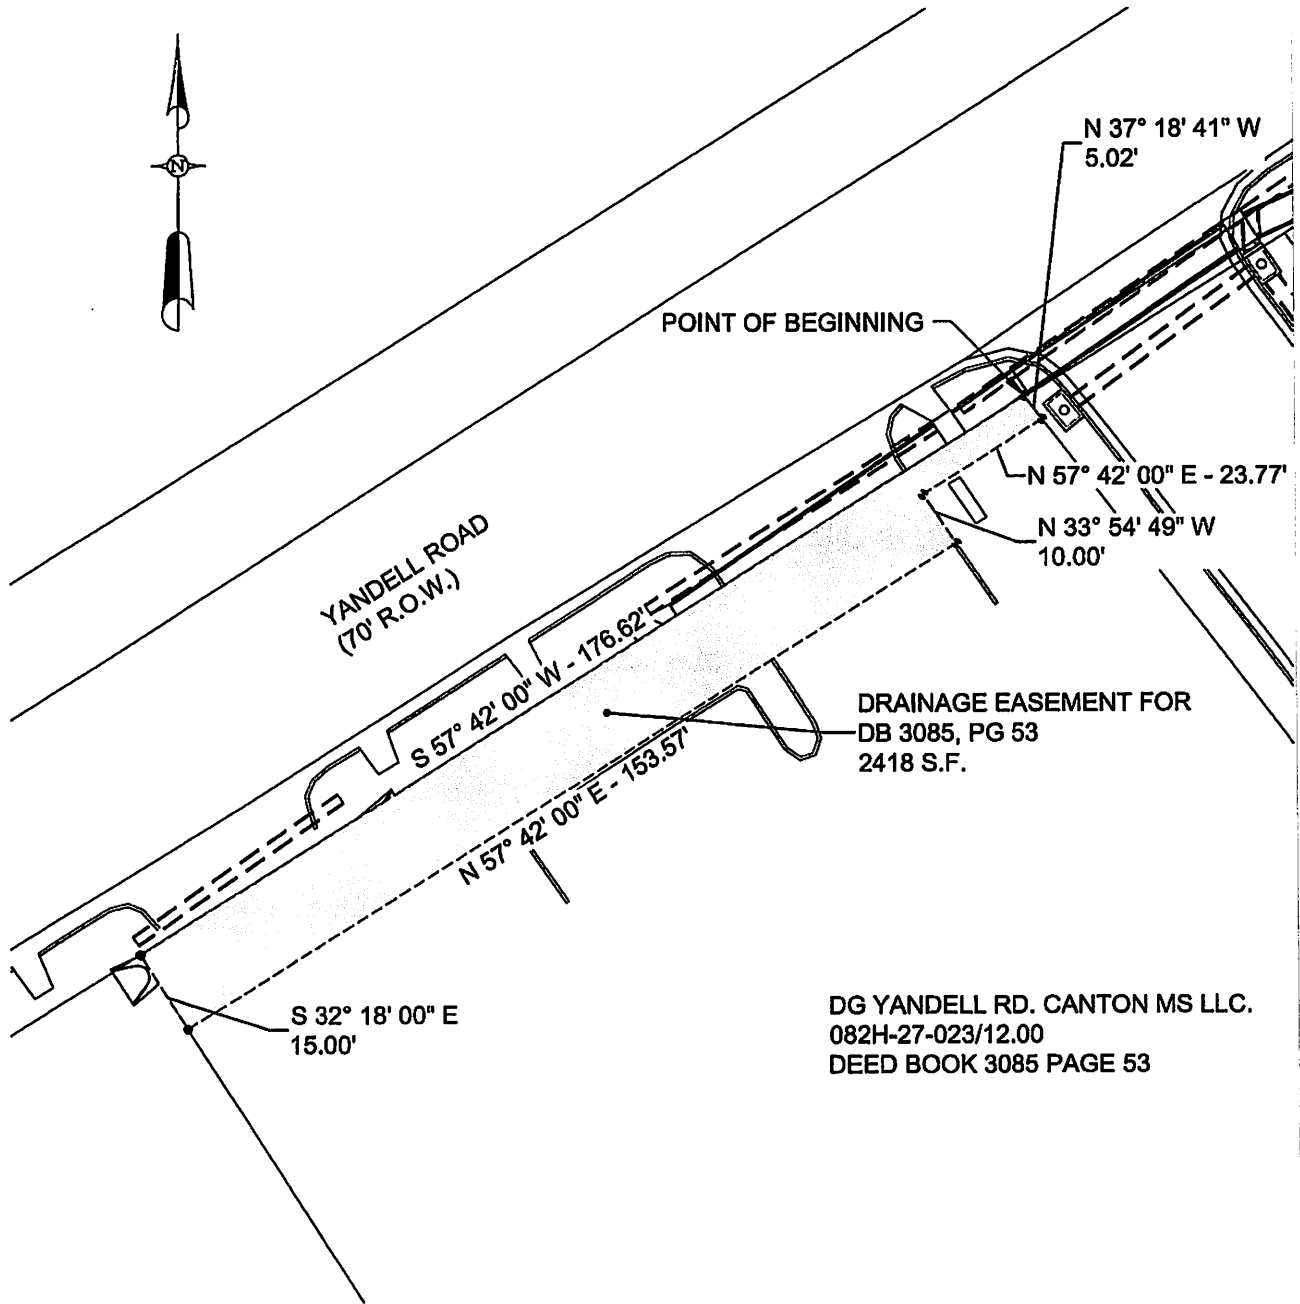 N 37° 18' 41" W
5.02'
N
POINT OF BEGINNING
N 57° 42' 00" E - 23.77'
N 33° 54' 49" W
10.00'
YANDELL ROAD
(70' R.O.W.)
S 57° 42' 00" W - 176.62'
DRAINAGE EASEMENT FOR
DB 3085, PG 53
2418 S.F.
N 57° 42' 00" E - 153.57'
S 32° 18' 00" E
15.00'
DG YANDELL RD. CANTON MS LLC.
082H-27-023/12.00
DEED BOOK 3085 PAGE 53